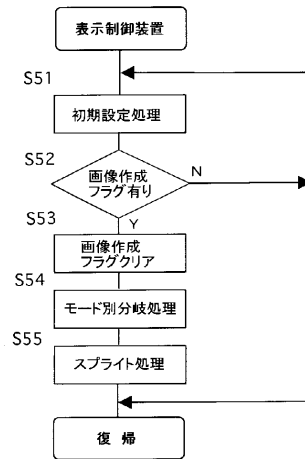 表示制御装置
S51
初期設定処理
S52
画像作成
フラグ有り
N
Y
S53
画像作成
フラグクリア
S54
モード別分岐処理
S55
スプライト処理
復帰